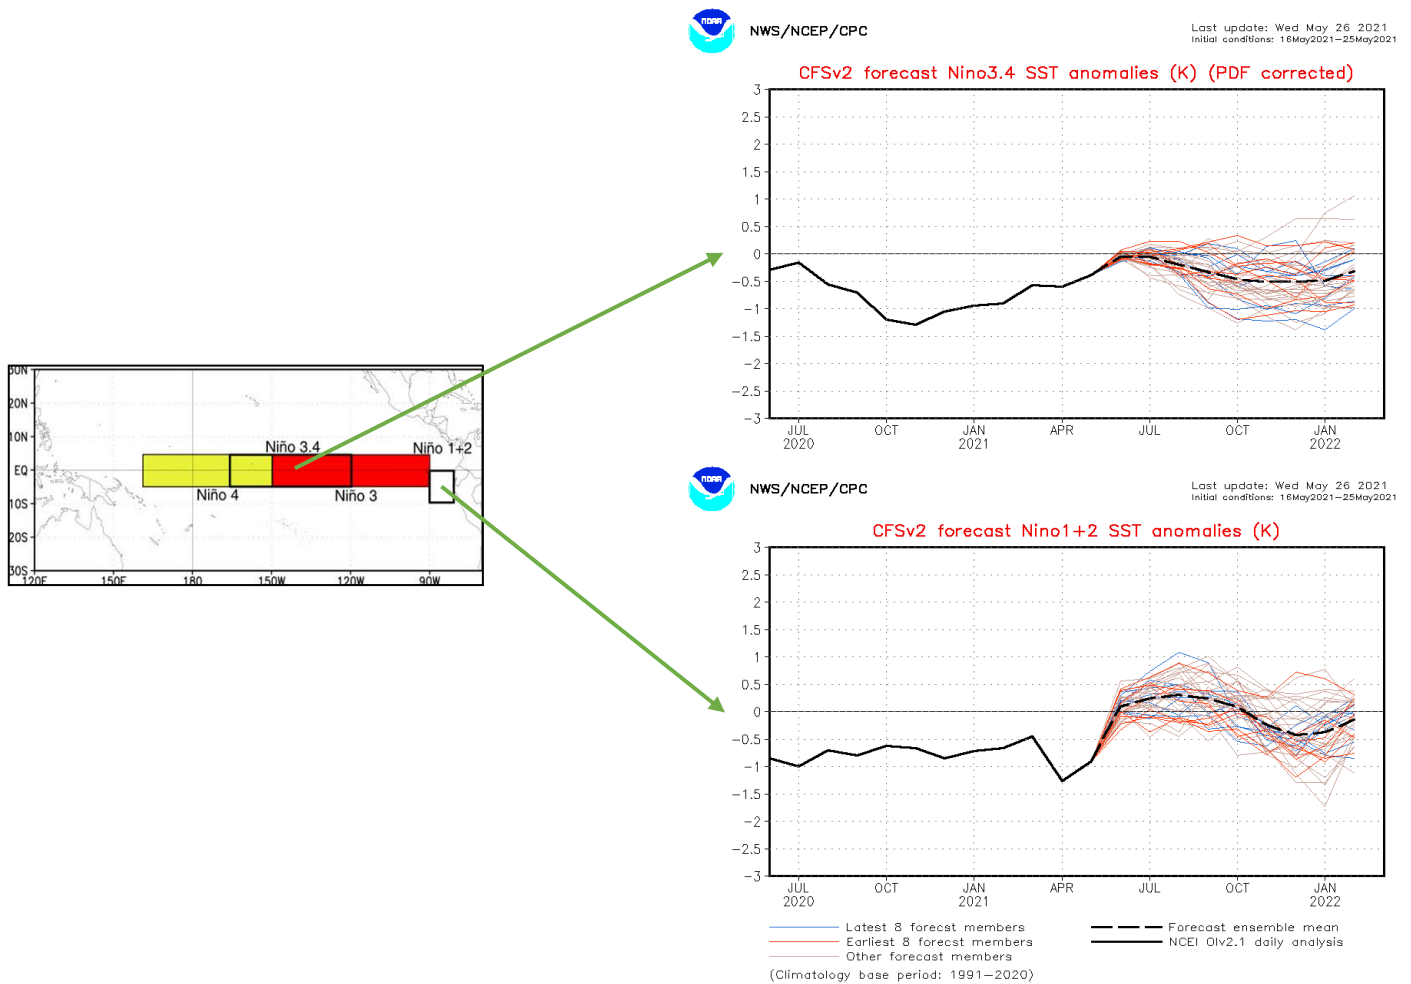 NOAA
NWS/NCEP/CPC
Last update: Wed May 26 2021
Initial conditions: 16May2021–25May2021
CFSv2 forecast Nino3.4 SST anomalies (K) (PDF corrected)
3
2.5
2
1.5
1
0.5
0
−0.5
−1
−1.5
−2
−2.5
−3
JUL OCT JAN APR JUL OCT JAN
2020 2021 2022
30N
20N
10N
EQ
10S
20S
30S
Niño 3.4
Niño 1+2
Niño 4
Niño 3
120E 150E 180 150W 120W 90W
NOAA
NWS/NCEP/CPC
Last update: Wed May 26 2021
Initial conditions: 16May2021–25May2021
CFSv2 forecast Nino1+2 SST anomalies (K)
3
2.5
2
1.5
1
0.5
0
−0.5
−1
−1.5
−2
−2.5
−3
JUL OCT JAN APR JUL OCT JAN
2020 2021 2022
Latest 8 forecst members
Earliest 8 forecst members
Other forecast members
(Climatology base period: 1991–2020)
Forecast ensemble mean
NCEI OIv2.1 daily analysis